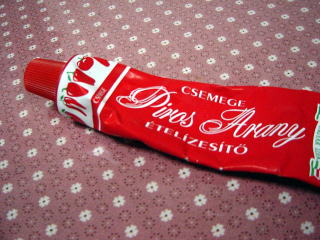 CSEMEGE
Piros Arany
ÉTELÍZESÍTŐ